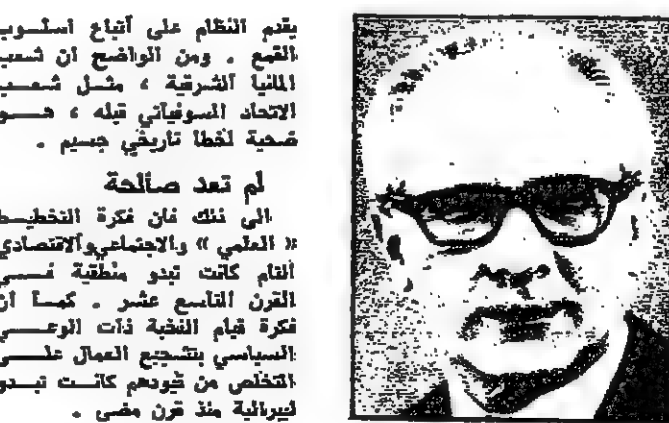 يقدم النظام على أتباع اسلوب
القمع . ومن الواضح ان شعب
المانيا الشرقية ، مثل شعب
الاتحاد السوفياتي قبله ، هو
ضحية لخطا تاريخي جسيم .
لم تعد صالحة
الى ذلك فان فكرة التخطيط
« العلمي » والاجتماعي والاقتصادي
التام كانت تبدو منطقية في
القرن التاسع عشر . كما ان
فكرة قيام النخبة ذات الوعي
السياسي بتشجيع العمال على
التخلص من قيودهم كانت تبدو
ليبرالية منذ قرن مضى .